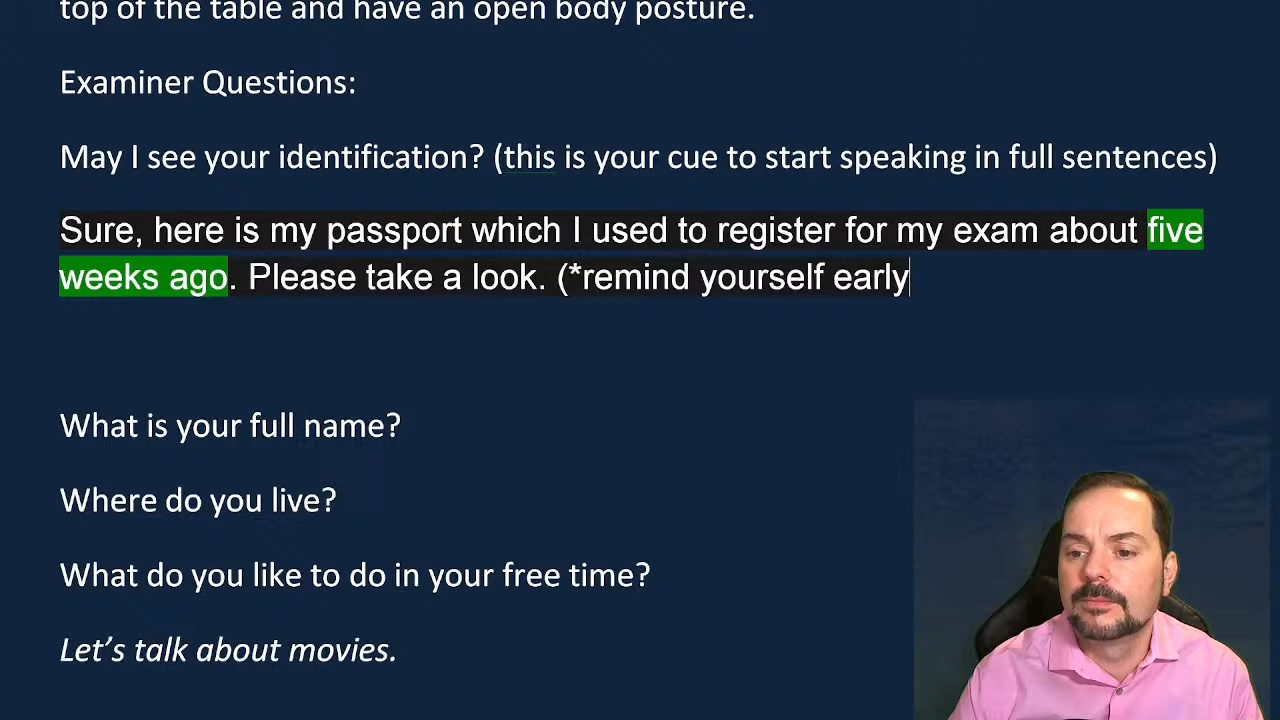 top of the table and have an open body posture.
Examiner Questions:
May I see your identification? (this is your cue to start speaking in full sentences)
Sure, here is my passport which I used to register for my exam about five
weeks ago. Please take a look. (*remind yourself early
What is your full name?
Where do you live?
What do you like to do in your free time?
Let’s talk about movies.